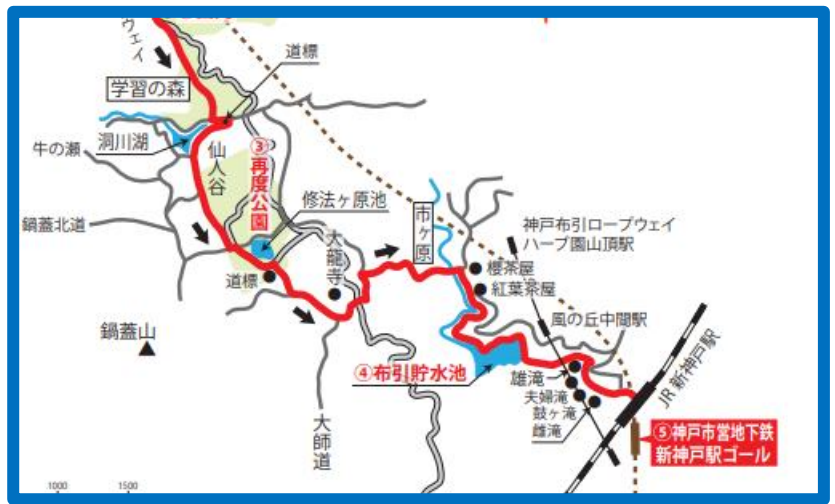 ウェイ
道標
学習の森
洞川湖
牛の瀬
仙人谷
③再度公園
修法ヶ原池
鍋蓋北道
大龍寺
道標
市ヶ原
神戸布引ロープウェイ
ハーブ園山頂駅
櫻茶屋
紅葉茶屋
風の丘中間駅
鍋蓋山
④布引貯水池
JR 新神戸駅
雄滝
夫婦滝
鼓ヶ滝
雌滝
大師道
⑤神戸市営地下鉄
新神戸駅ゴール
1000
1500